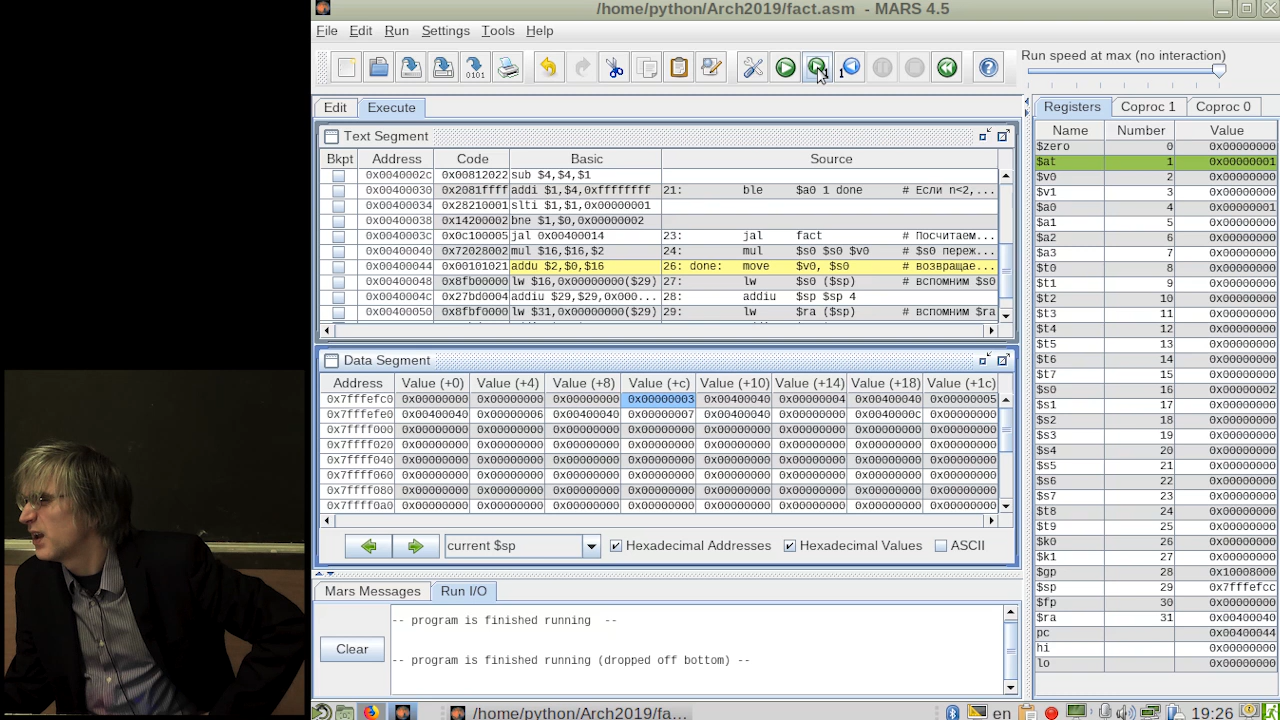 /home/python/Arch2019/fact.asm - MARS 4.5
File Edit Run Settings Tools Help
Run speed at max (no interaction)
Edit Execute
Text Segment
Bkpt Address Code Basic Source
0x0040002c 0x00812022 sub $4,$4,$1
0x00400030 0x2081ffff addi $1,$4,0xffffffff 21: ble $a0 1 done # Если n<2,...
0x00400034 0x28210001 slti $1,$1,0x00000001
0x00400038 0x14200002 bne $1,$0,0x00000002
0x0040003c 0x0c100005 jal 0x00400014 23: jal fact # Посчитаем...
0x00400040 0x72028002 mul $16,$16,$2 24: mul $s0 $s0 $v0 # $s0 переж...
0x00400044 0x00101021 addu $2,$0,$16 26: done: move $v0, $s0 # возвращае...
0x00400048 0x8fb00000 lw $16,0x00000000($29) 27: lw $s0 ($sp) # вспомним $s0
0x0040004c 0x27bd0004 addiu $29,$29,0x000... 28: addiu $sp $sp 4
0x00400050 0x8fbf0000 lw $31,0x00000000($29) 29: lw $ra ($sp) # вспомним $ra
Data Segment
Address Value (+0) Value (+4) Value (+8) Value (+c) Value (+10) Value (+14) Value (+18) Value (+1c)
0x7fffefc0 0x00000000 0x00000000 0x00000000 0x00000003 0x00400040 0x00000004 0x00400040 0x00000005
0x7fffefe0 0x00400040 0x00000006 0x00400040 0x00000007 0x00400040 0x00000000 0x0040000c 0x00000000
0x7ffff000 0x00000000 0x00000000 0x00000000 0x00000000 0x00000000 0x00000000 0x00000000 0x00000000
0x7ffff020 0x00000000 0x00000000 0x00000000 0x00000000 0x00000000 0x00000000 0x00000000 0x00000000
0x7ffff040 0x00000000 0x00000000 0x00000000 0x00000000 0x00000000 0x00000000 0x00000000 0x00000000
0x7ffff060 0x00000000 0x00000000 0x00000000 0x00000000 0x00000000 0x00000000 0x00000000 0x00000000
0x7ffff080 0x00000000 0x00000000 0x00000000 0x00000000 0x00000000 0x00000000 0x00000000 0x00000000
0x7ffff0a0 0x00000000 0x00000000 0x00000000 0x00000000 0x00000000 0x00000000 0x00000000 0x00000000
current $sp Hexadecimal Addresses Hexadecimal Values ASCII
Mars Messages Run I/O
Clear
-- program is finished running --
-- program is finished running (dropped off bottom) --
Registers Coproc 1 Coproc 0
Name Number Value
$zero 0 0x00000000
$at 1 0x00000001
$v0 2 0x00000000
$v1 3 0x00000000
$a0 4 0x00000001
$a1 5 0x00000000
$a2 6 0x00000000
$a3 7 0x00000000
$t0 8 0x00000000
$t1 9 0x00000000
$t2 10 0x00000000
$t3 11 0x00000000
$t4 12 0x00000000
$t5 13 0x00000000
$t6 14 0x00000000
$t7 15 0x00000000
$s0 16 0x00000002
$s1 17 0x00000000
$s2 18 0x00000000
$s3 19 0x00000000
$s4 20 0x00000000
$s5 21 0x00000000
$s6 22 0x00000000
$s7 23 0x00000000
$t8 24 0x00000000
$t9 25 0x00000000
$k0 26 0x00000000
$k1 27 0x00000000
$gp 28 0x10008000
$sp 29 0x7fffefcc
$fp 30 0x00000000
$ra 31 0x00400040
pc 0x00400044
hi 0x00000000
lo 0x00000000
/home/python/Arch2019/fa... en 19:26